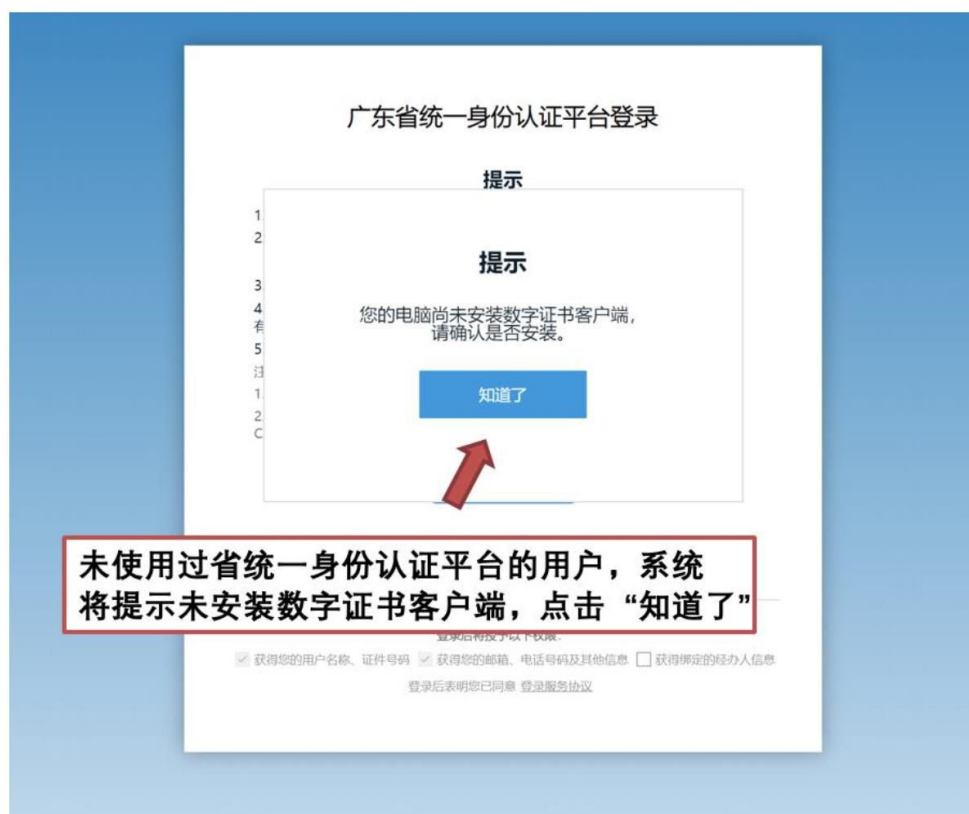 广东省统一身份认证平台登录
提示
1.
2
提示
3
4
您的电脑尚未安装数字证书客户端，
有
请确认是否安装。
5
注
1.
知道了
2.
C
未使用过省统一身份认证平台的用户，系统
将提示未安装数字证书客户端，点击“知道了”
登录后将授予以下权限:
获得您的用户名称、证件号码 获得您的邮箱、电话号码及其他信息 获得绑定的经办人信息
登录后表明您已同意 登录服务协议